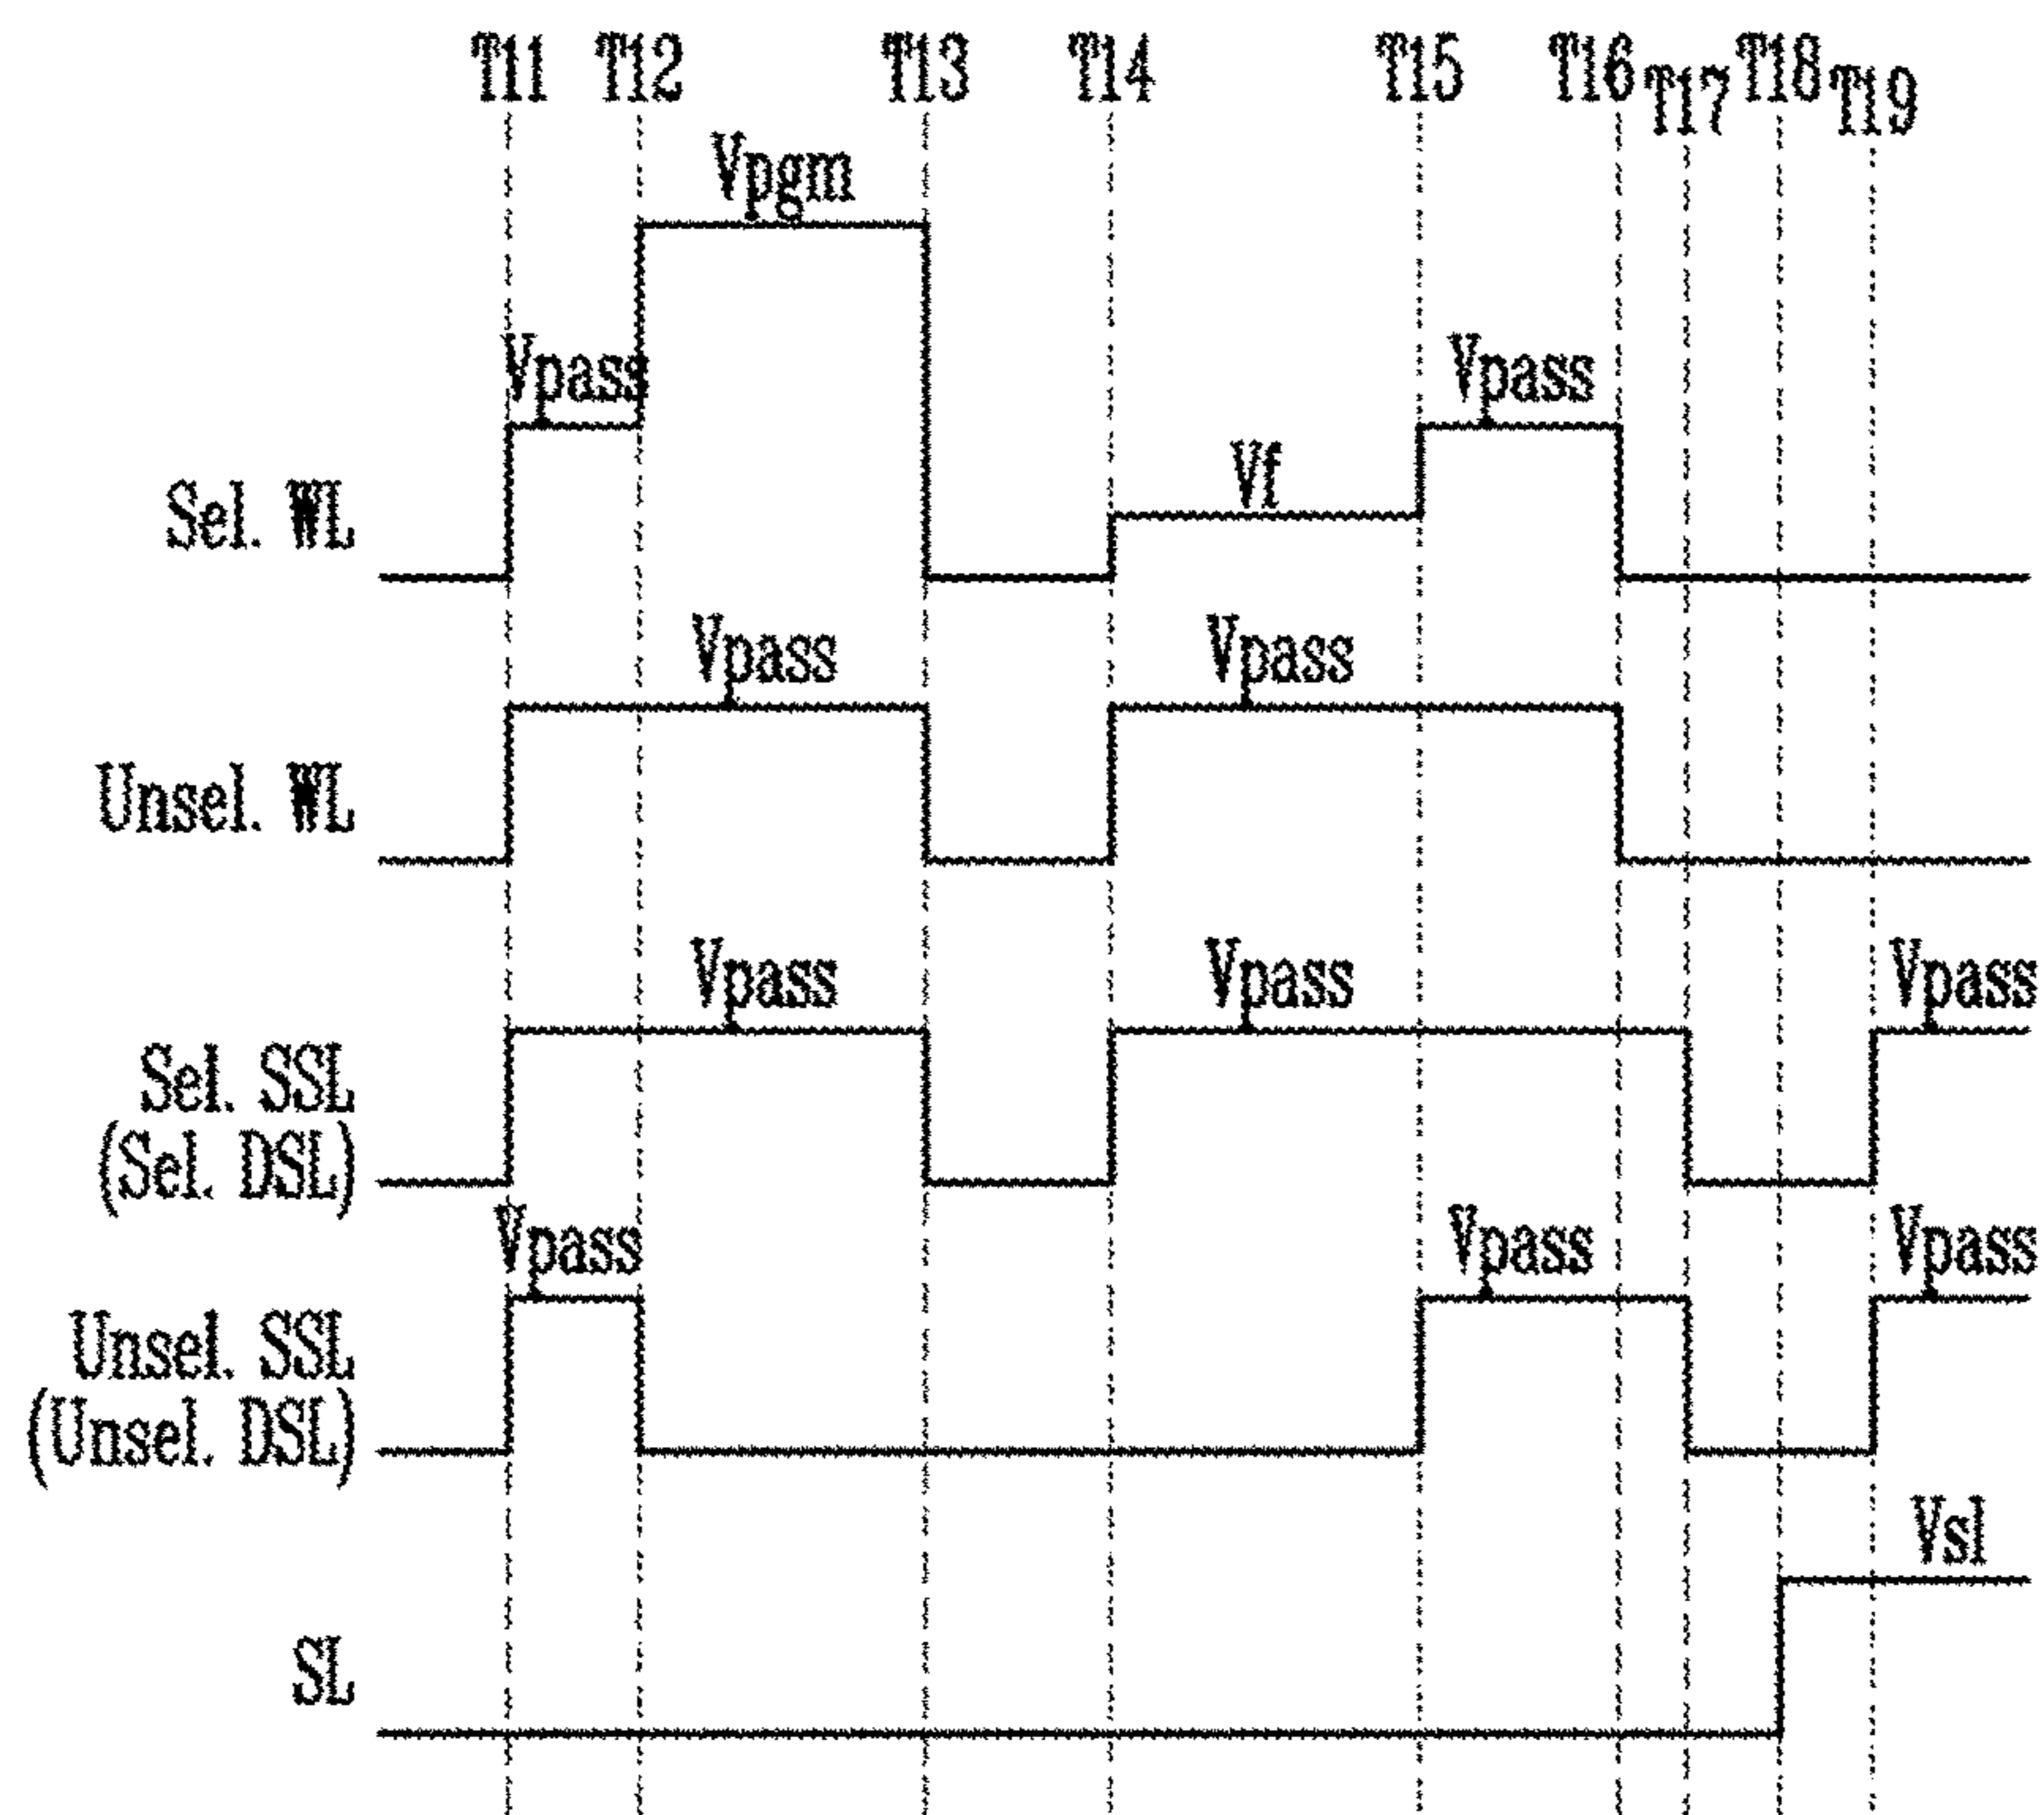 T11 T12 T13 T14 T15 T16 T17 T18 T19
Vpgm
Vpass Vpass
Vf
Sel. WL
Vpass Vpass
Unsel. WL
Vpass Vpass Vpass
Sel. SSL
(Sel. DSL)
Vpass Vpass Vpass
Unsel. SSL
(Unsel. DSL)
Vsl
SL